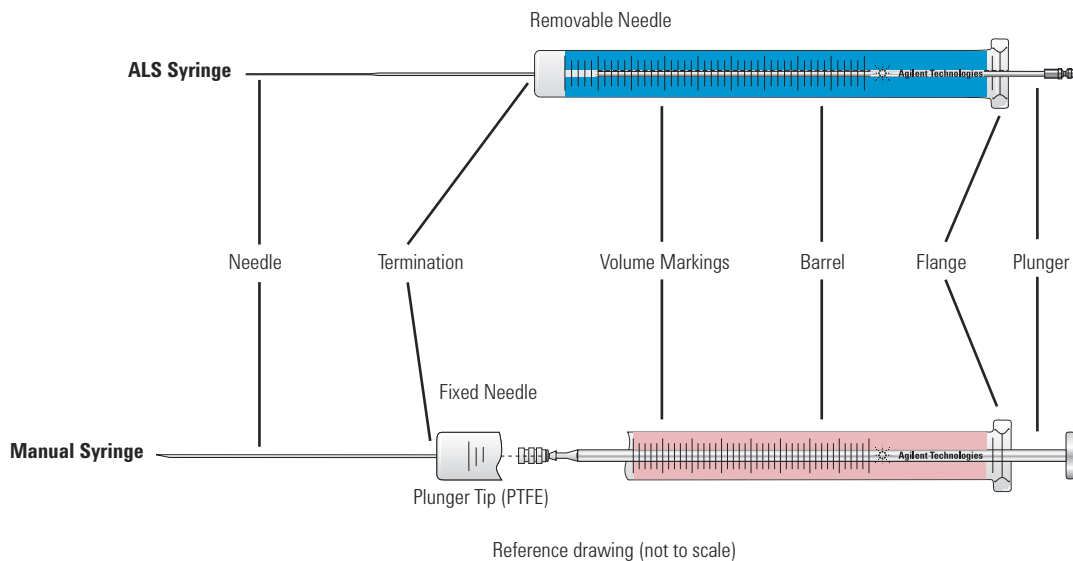 Removable Needle
ALS Syringe
Agilent Technologies
Needle
Termination
Volume Markings
Barrel
Flange
Plunger
Fixed Needle
Manual Syringe
Agilent Technologies
Plunger Tip (PTFE)
Reference drawing (not to scale)